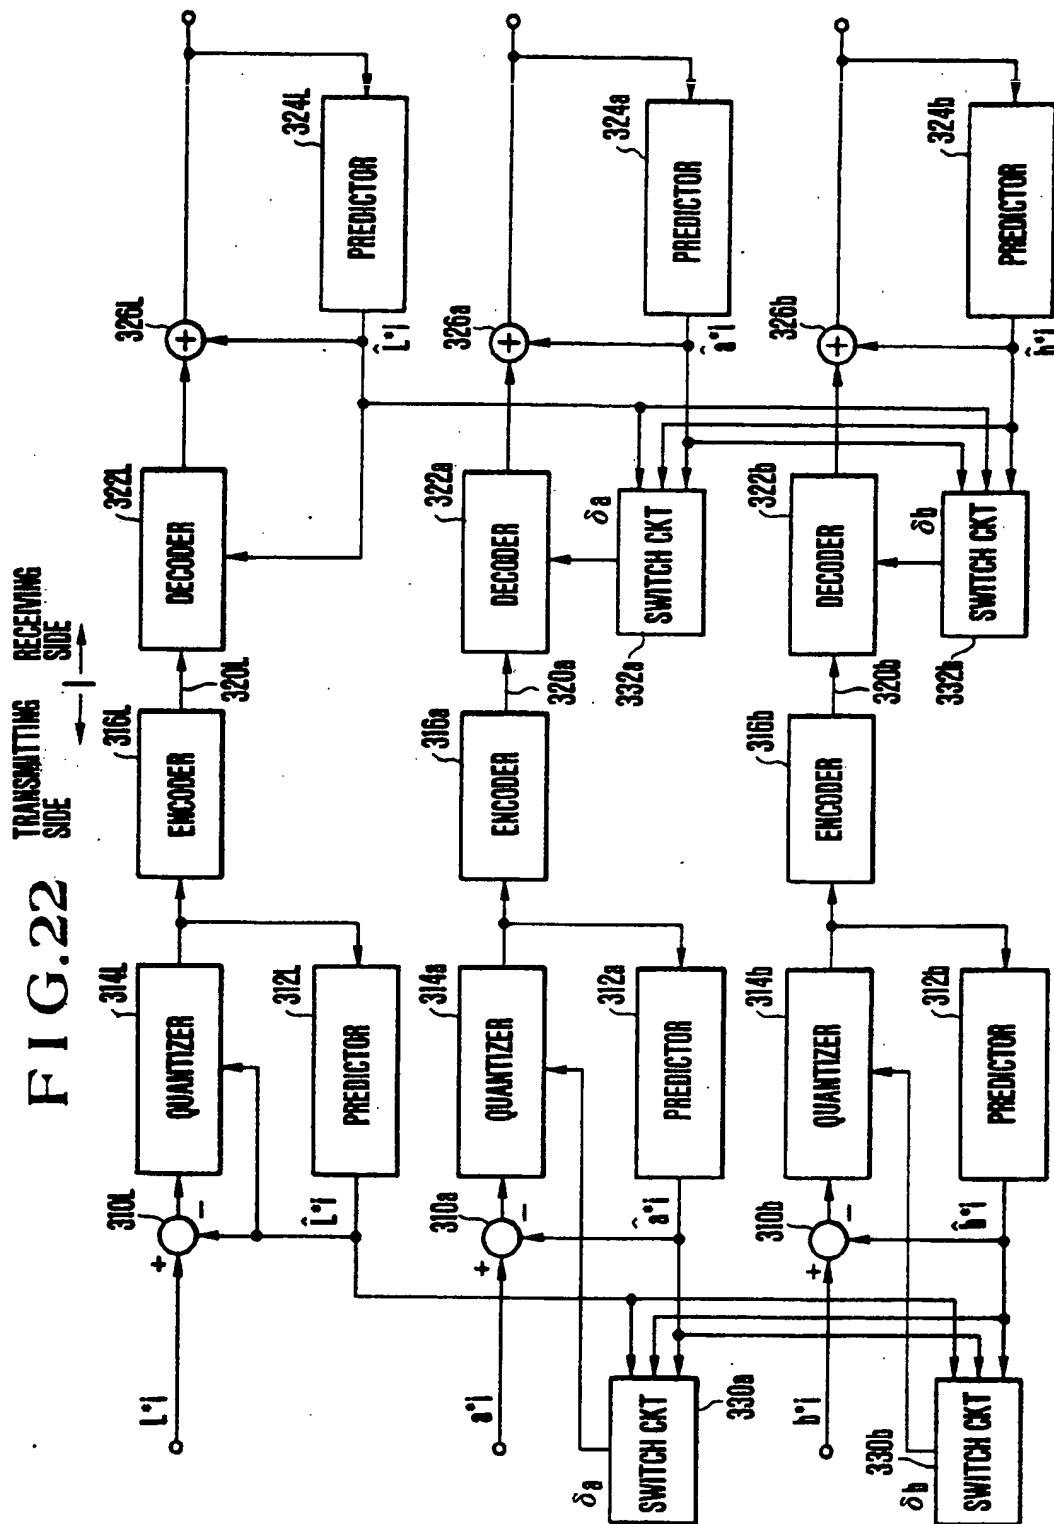 FIG.22
TRANSMITTING SIDE
RECEIVING SIDE
L*i
+
−
310L
314L
QUANTIZER
316L
ENCODER
320L
322L
DECODER
326L
+
312L
PREDICTOR
L̂*i
324L
PREDICTOR
L̂*i
a*i
+
−
310a
314a
QUANTIZER
316a
ENCODER
320a
322a
DECODER
326a
+
312a
PREDICTOR
â*i
324a
PREDICTOR
â*i
δa
SWITCH CKT
330a
δa
SWITCH CKT
332a
b*i
+
−
310b
314b
QUANTIZER
316b
ENCODER
320b
322b
DECODER
326b
+
312b
PREDICTOR
b̂*i
324b
PREDICTOR
b̂*i
δb
SWITCH CKT
330b
δb
SWITCH CKT
332b